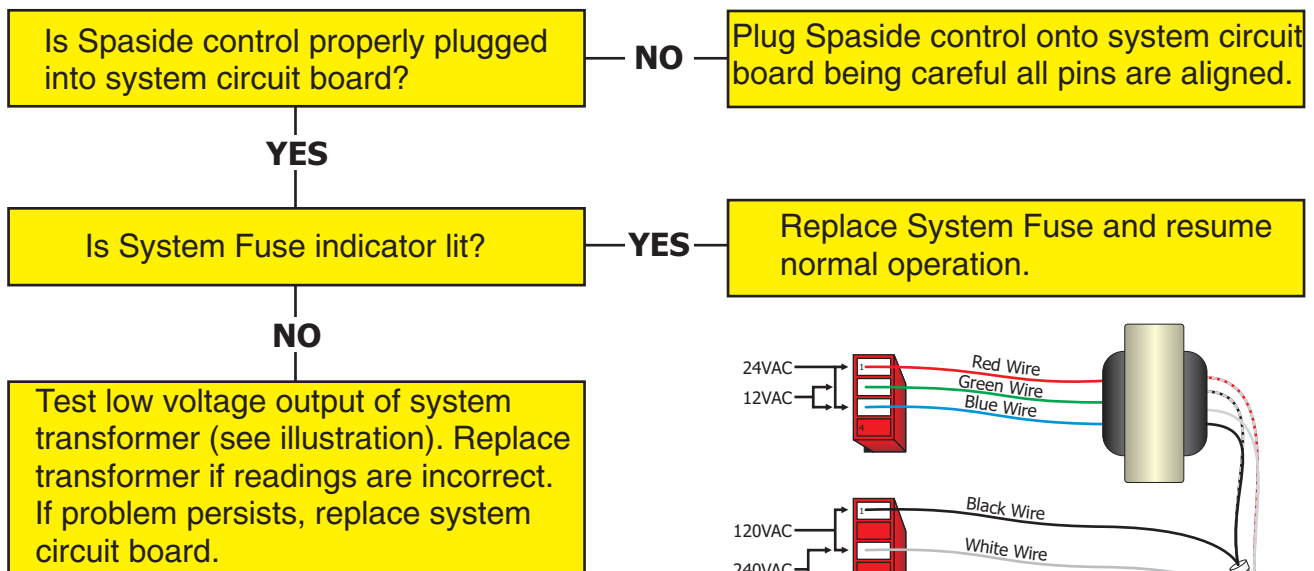 Is Spaside control properly plugged
into system circuit board?
NO
Plug Spaside control onto system circuit
board being careful all pins are aligned.
YES
Is System Fuse indicator lit?
YES
Replace System Fuse and resume
normal operation.
NO
Test low voltage output of system
transformer (see illustration). Replace
transformer if readings are incorrect.
If problem persists, replace system
circuit board.
24VAC
12VAC
1
4
Red Wire
Green Wire
Blue Wire
120VAC
240VAC
1
Black Wire
White Wire